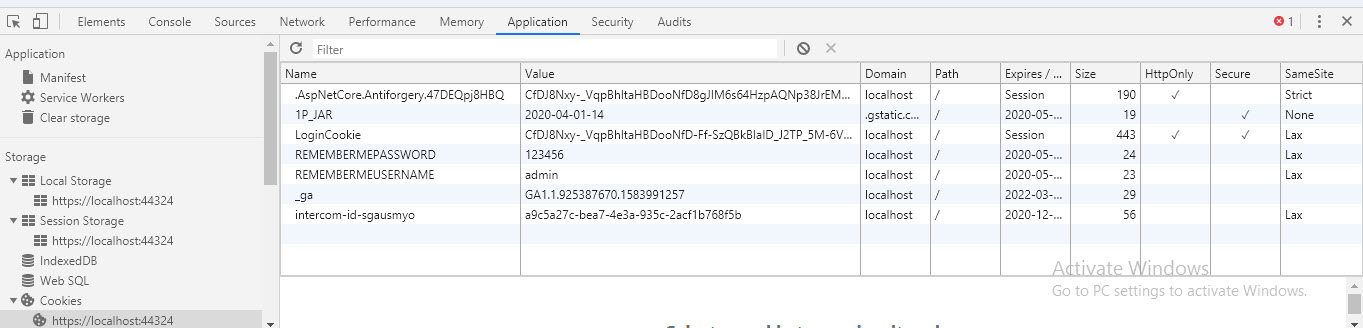 Elements Console Sources Network Performance Memory Application Security Audits 1
Application
Filter
Manifest
Service Workers
Clear storage
Storage
Local Storage
https://localhost:44324
Session Storage
https://localhost:44324
IndexedDB
Web SQL
Cookies
https://localhost:44324
Name Value Domain Path Expires / ... Size HttpOnly Secure SameSite
.AspNetCore.Antiforgery.47DEQpj8HBQ CfDJ8Nxy-_VqpBhItaHBDooNfD8gJIM6s64HzpAQNp38JrEM... localhost / Session 190 ✓ Strict
1P_JAR 2020-04-01-14 .gstatic.c... / 2020-05-... 19 ✓ None
LoginCookie CfDJ8Nxy-_VqpBhItaHBDooNfD-Ff-SzQBkBIaID_J2TP_5M-6V... localhost / Session 443 ✓ ✓ Lax
REMEMBERMEPASSWORD 123456 localhost / 2020-05-... 24 Lax
REMEMBERMEUSERNAME admin localhost / 2020-05-... 23 Lax
_ga GA1.1.925387670.1583991257 localhost / 2022-03-... 29
intercom-id-sgausmyo a9c5a27c-bea7-4e3a-935c-2acf1b768f5b localhost / 2020-12-... 56 Lax
Activate Windows
Go to PC settings to activate Windows.